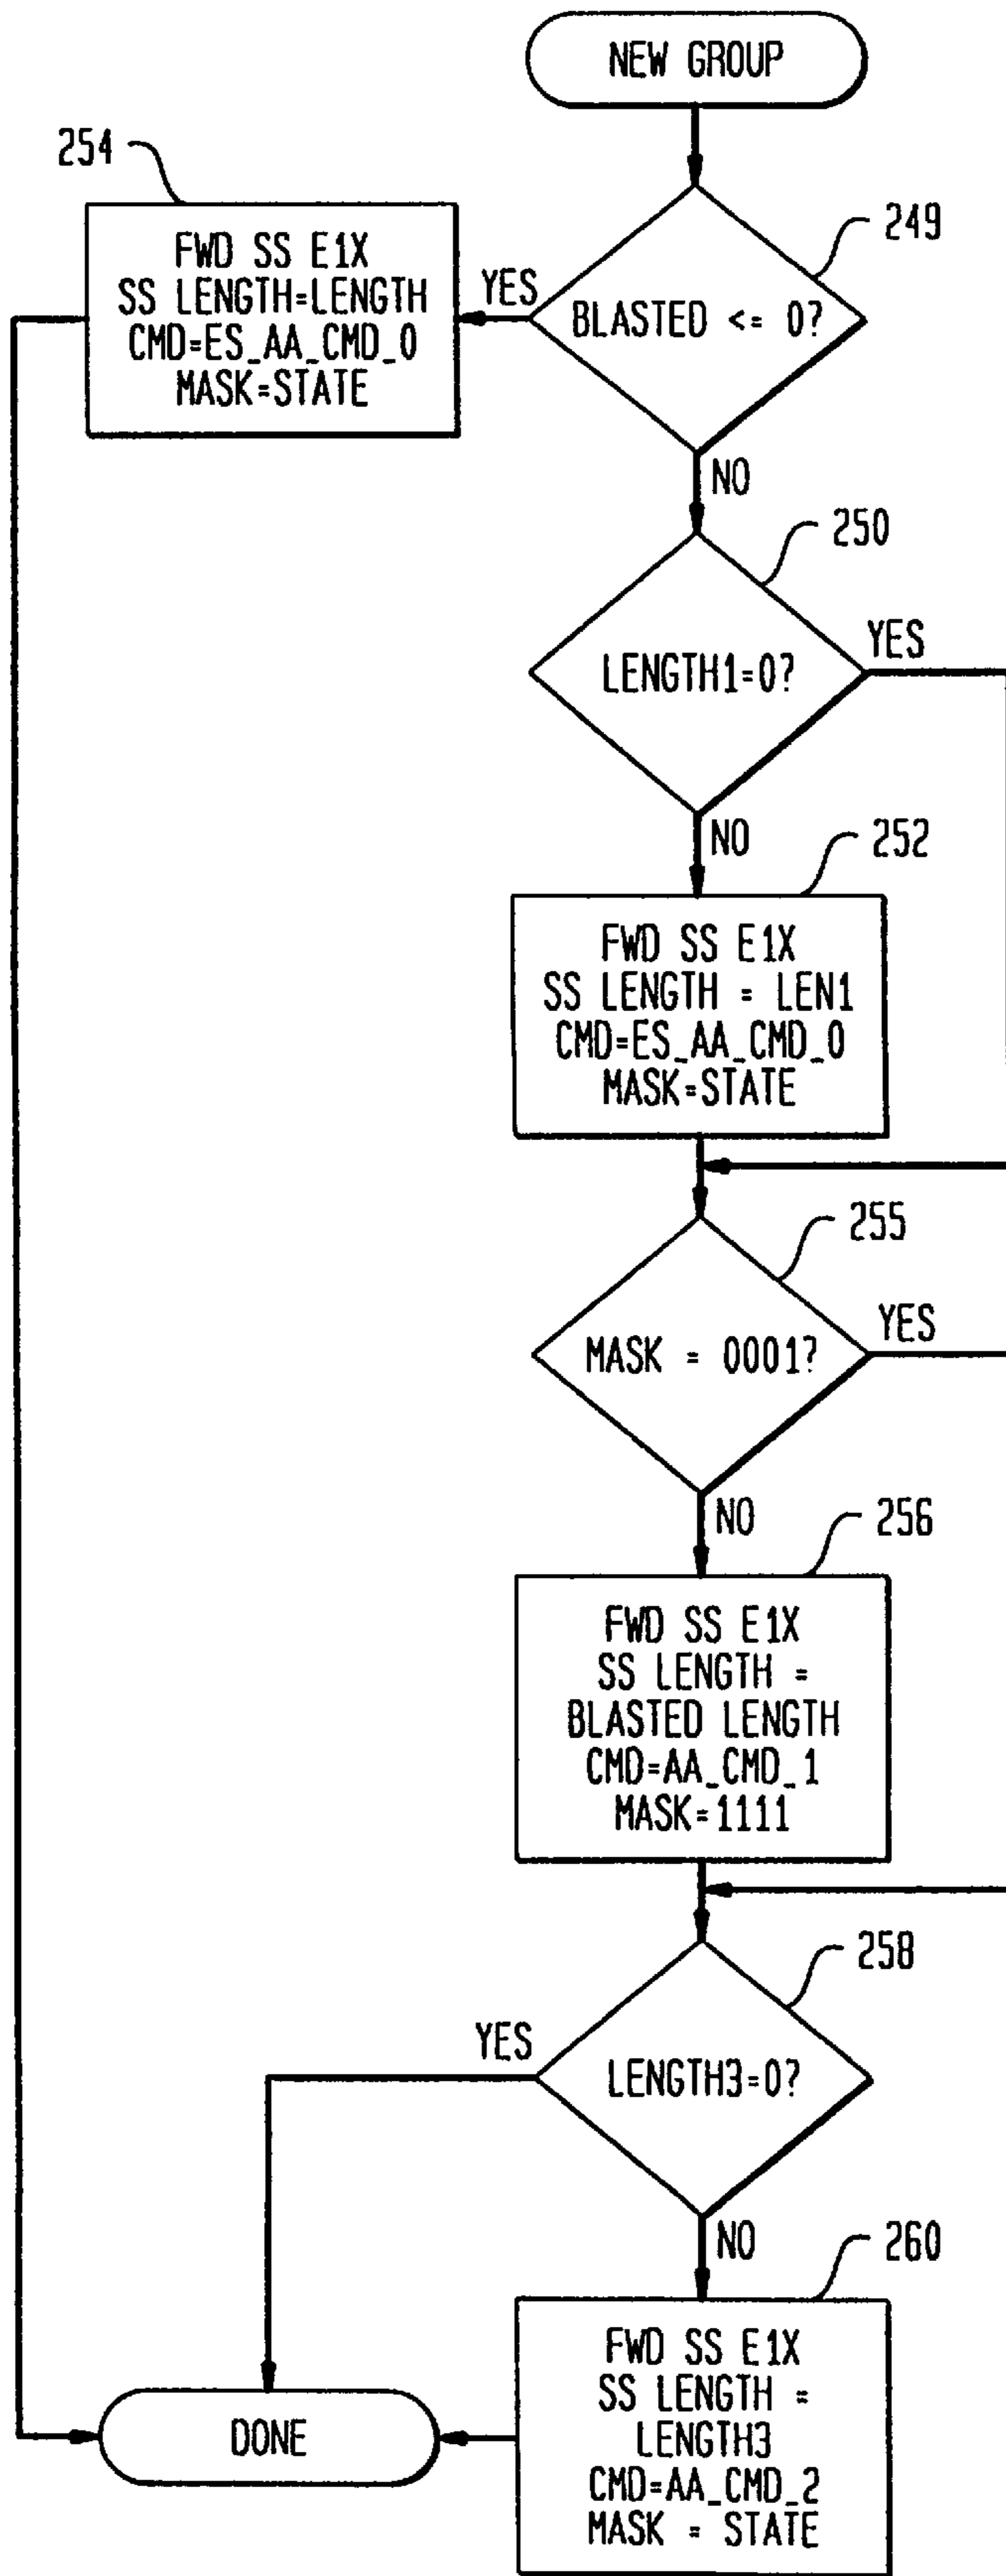 NEW GROUP
254
249
FWD SS E1X
SS LENGTH=LENGTH
CMD=ES_AA_CMD_0
MASK=STATE
YES
BLASTED <= 0?
NO
250
LENGTH1=0?
YES
NO
252
FWD SS E1X
SS LENGTH = LEN1
CMD=ES_AA_CMD_0
MASK=STATE
255
MASK = 0001?
YES
NO
256
FWD SS E1X
SS LENGTH =
BLASTED LENGTH
CMD=AA_CMD_1
MASK=1111
258
YES
LENGTH3=0?
NO
260
FWD SS E1X
SS LENGTH =
LENGTH3
CMD=AA_CMD_2
MASK = STATE
DONE